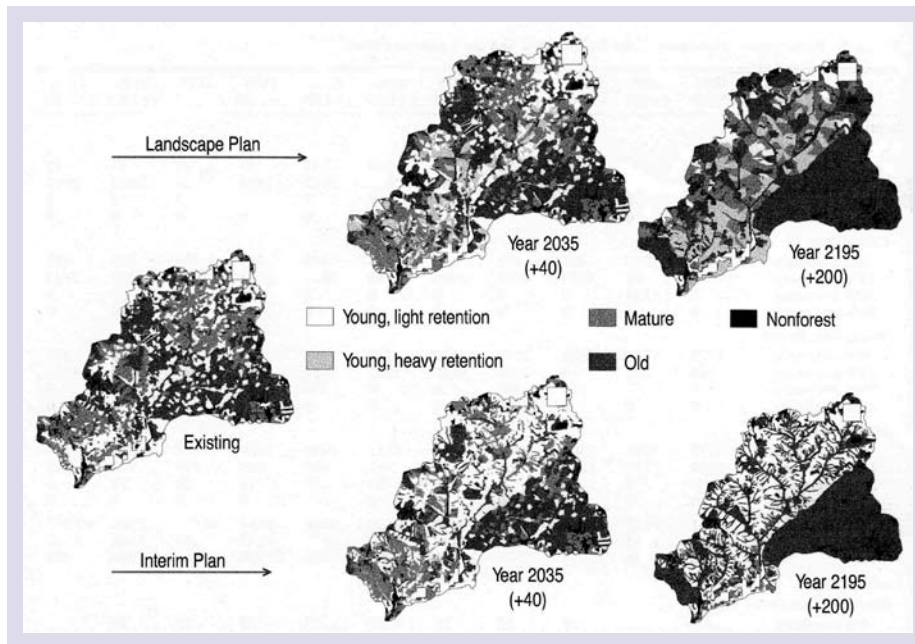 Landscape Plan
Year 2035
(+40)
Year 2195
(+200)
Existing
Young, light retention
Mature
Nonforest
Young, heavy retention
Old
Interim Plan
Year 2035
(+40)
Year 2195
(+200)